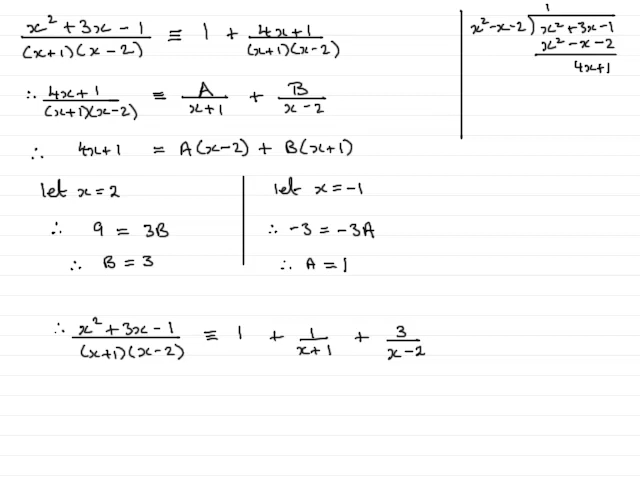 x² + 3x - 1 / (x+1)(x-2) ≡ 1 + 4x+1 / (x+1)(x-2)
∴ 4x+1 / (x+1)(x-2) ≡ A / x+1 + B / x-2
∴ 4x+1 = A(x-2) + B(x+1)
let x = 2
∴ 9 = 3B
∴ B = 3
let x = -1
∴ -3 = -3A
∴ A = 1
∴ x² + 3x - 1 / (x+1)(x-2) ≡ 1 + 1 / x+1 + 3 / x-2
1
x² - x - 2 ) x² + 3x - 1
x² - x - 2
4x+1